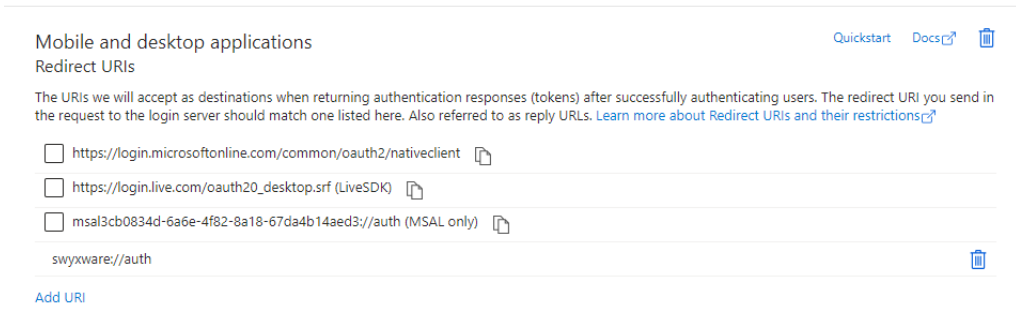 Mobile and desktop applications
Quickstart Docs
Redirect URIs
The URIs we will accept as destinations when returning authentication responses (tokens) after successfully authenticating users. The redirect URI you send in
the request to the login server should match one listed here. Also referred to as reply URLs. Learn more about Redirect URIs and their restrictions
https://login.microsoftonline.com/common/oauth2/nativeclient
https://login.live.com/oauth20_desktop.srf (LiveSDK)
msal3cb0834d-6a6e-4f82-8a18-67da4b14aed3://auth (MSAL only)
swyxware://auth
Add URI